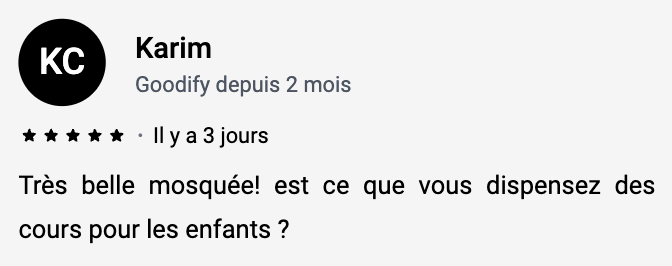 KC
Karim
Goodify depuis 2 mois
★★★★★ · Il y a 3 jours
Très belle mosquée! est ce que vous dispensez des
cours pour les enfants ?